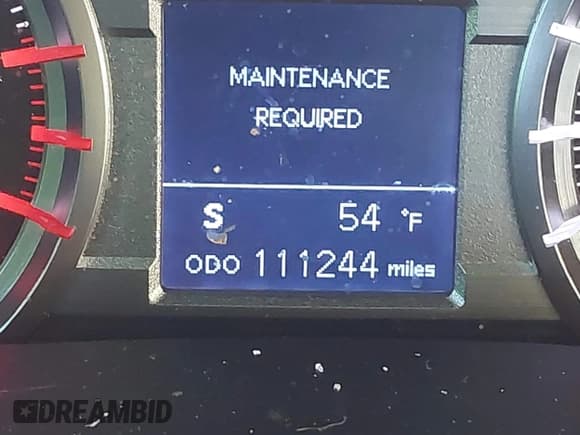 MAINTENANCE
REQUIRED
S 54 °F
ODO 111244 miles
DREAMBID